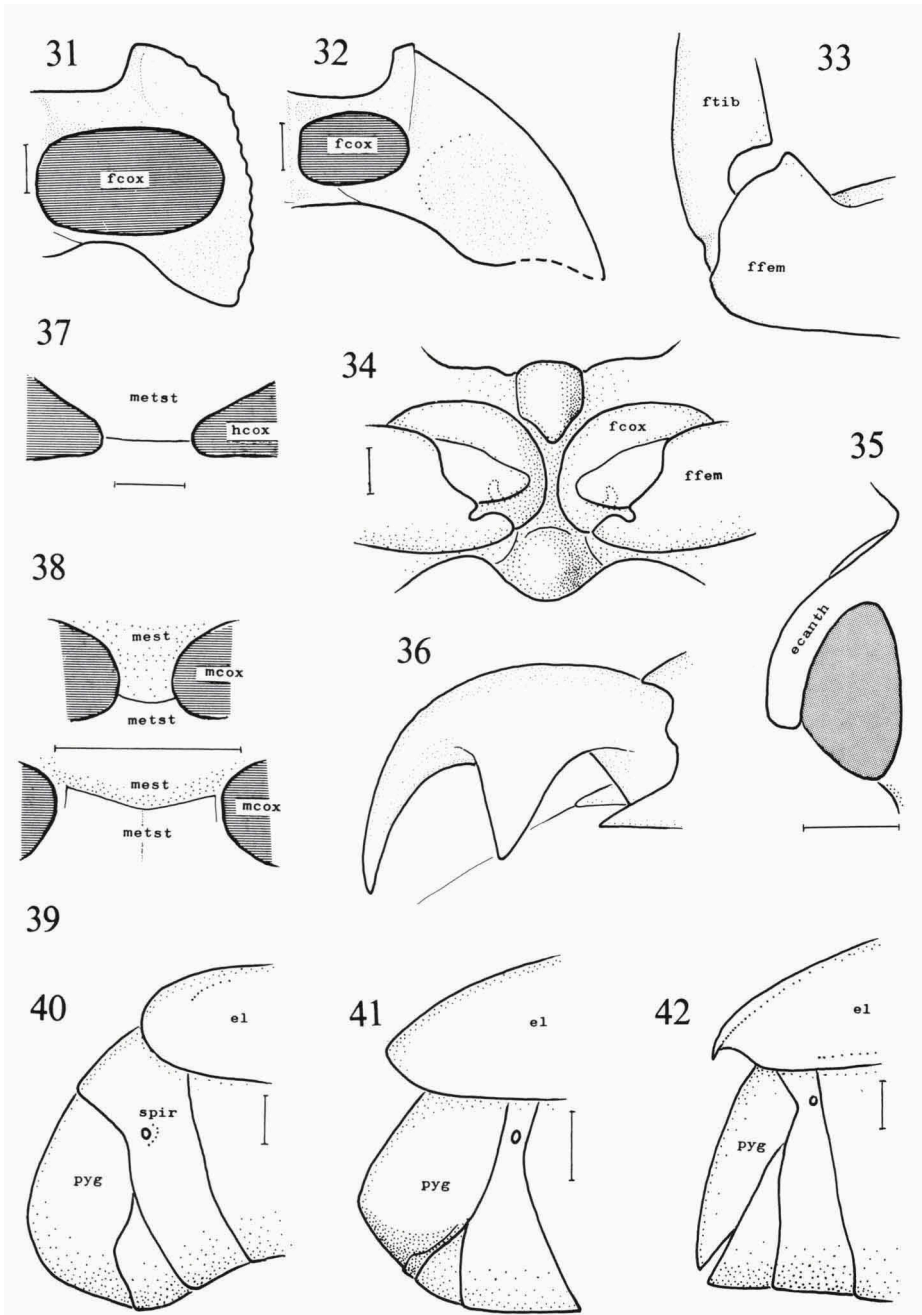 31
32
33
fcox
fcox
ftib
ffem
37
34
35
metst
hcox
fcox
ffem
ecanth
38
36
mest
mcox
metst
mest
mcox
metst
39
40
41
42
el
el
el
spir
pyg
pyg
pyg